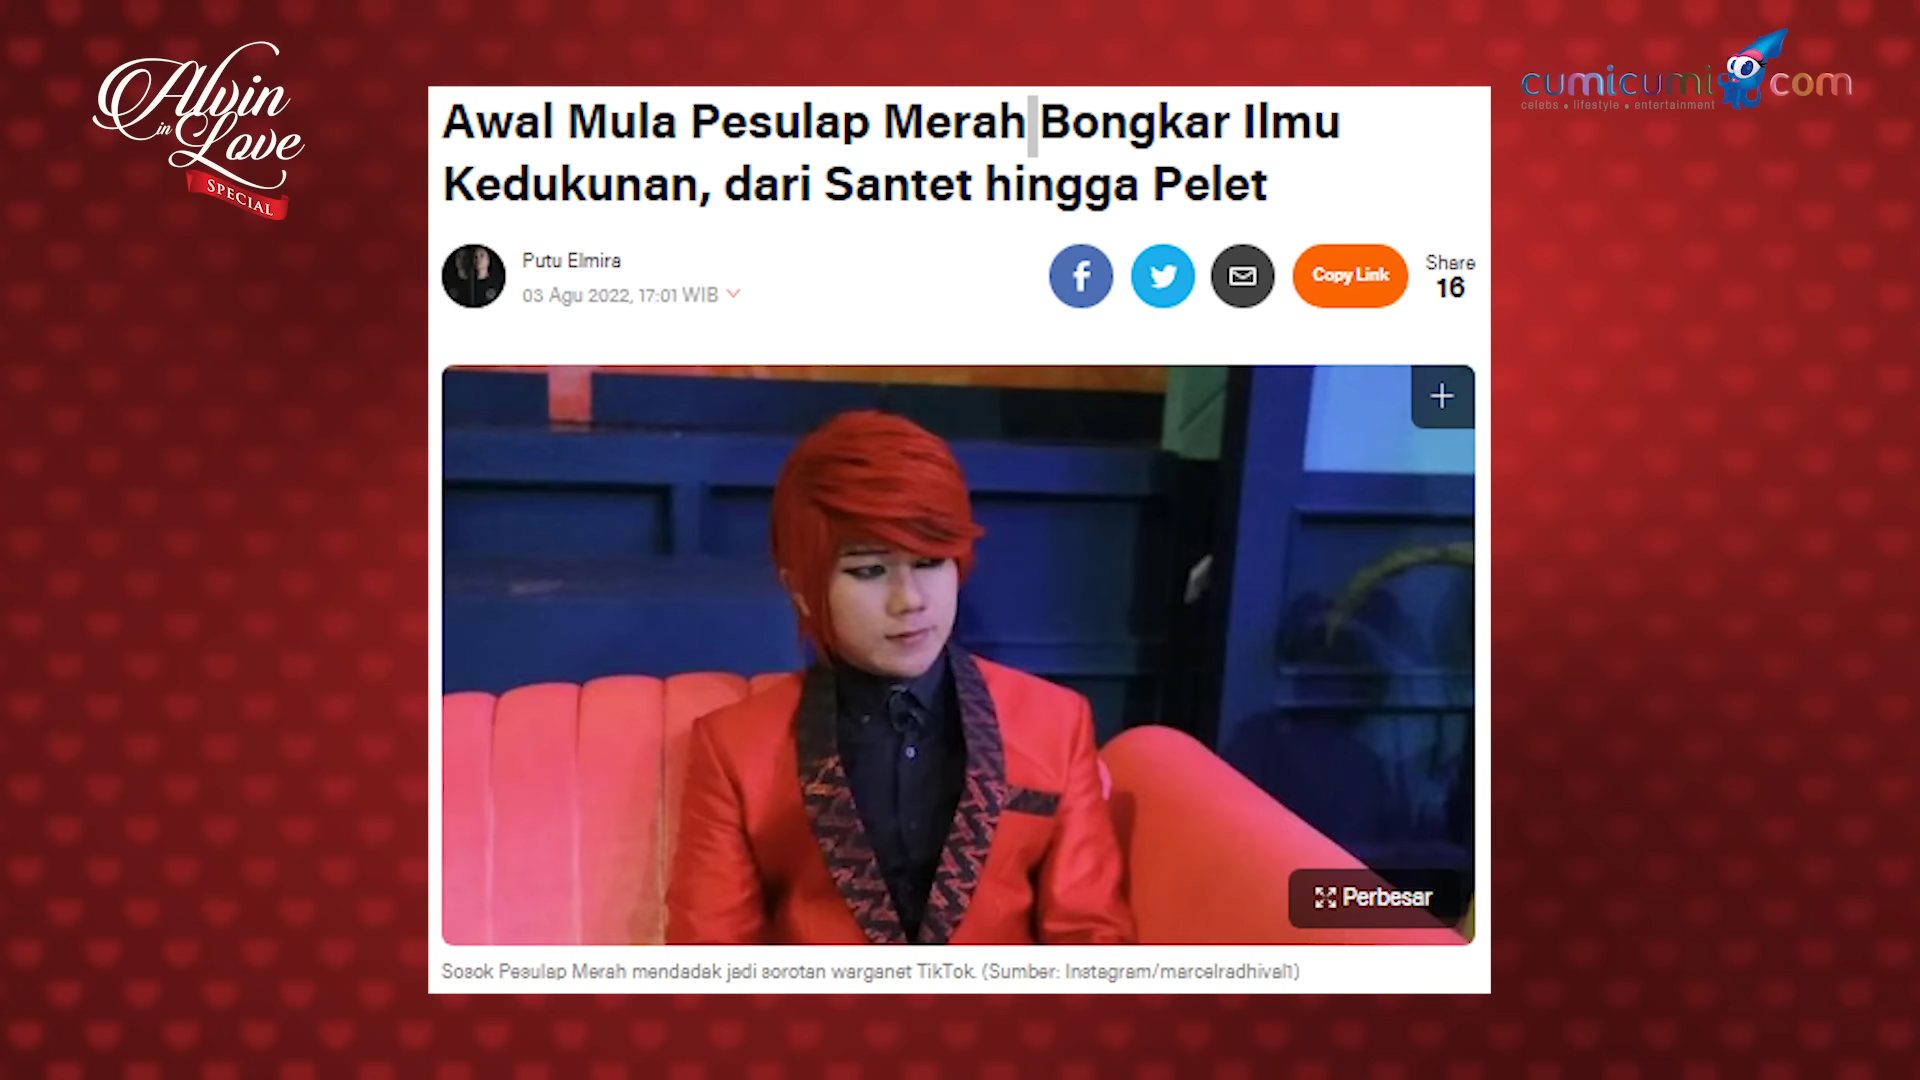 Alvin
in
Love
SPECIAL
cumicumi.com
celebs • lifestyle • entertainment
Awal Mula Pesulap Merah Bongkar Ilmu
Kedukunan, dari Santet hingga Pelet
Putu Elmira
03 Agu 2022, 17:01 WIB
Copy Link
Share
16
Perbesar
Sosok Pesulap Merah mendadak jadi sorotan warganet TikTok. (Sumber: Instagram/marcelradhival1)